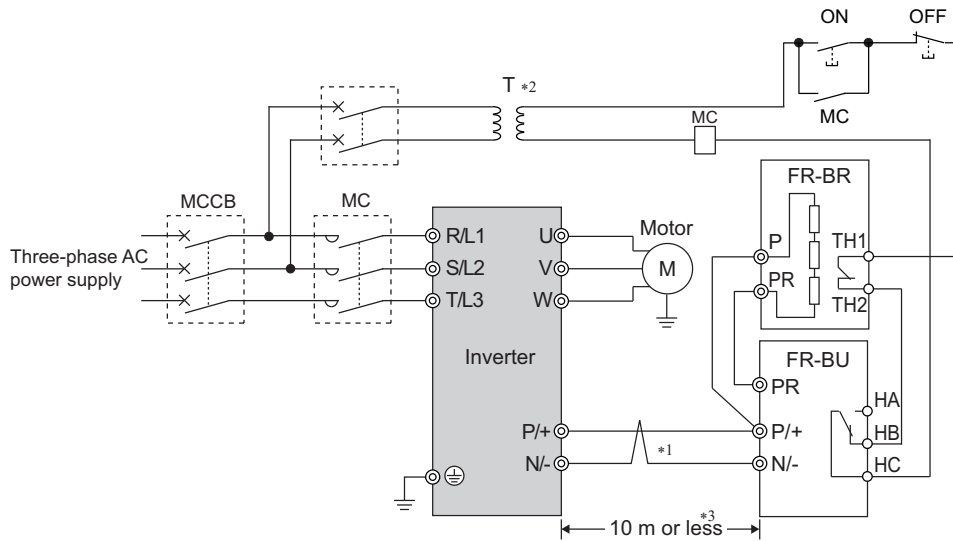 ON
OFF
T *2
MC
MC
FR-BR
MCCB
MC
P
TH1
PR
TH2
Three-phase AC
power supply
R/L1
S/L2
T/L3
U
V
W
Motor
M
Inverter
FR-BU
PR
HA
P/+
P/+
HB
N/-
*1
N/-
HC
10 m or less*3